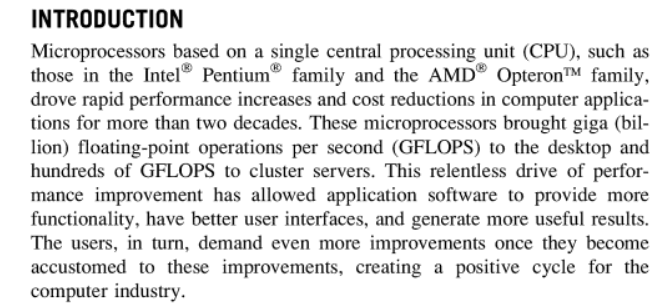 INTRODUCTION
Microprocessors based on a single central processing unit (CPU), such as
those in the Intel® Pentium® family and the AMD® Opteron™ family,
drove rapid performance increases and cost reductions in computer applica-
tions for more than two decades. These microprocessors brought giga (bil-
lion) floating-point operations per second (GFLOPS) to the desktop and
hundreds of GFLOPS to cluster servers. This relentless drive of perfor-
mance improvement has allowed application software to provide more
functionality, have better user interfaces, and generate more useful results.
The users, in turn, demand even more improvements once they become
accustomed to these improvements, creating a positive cycle for the
computer industry.